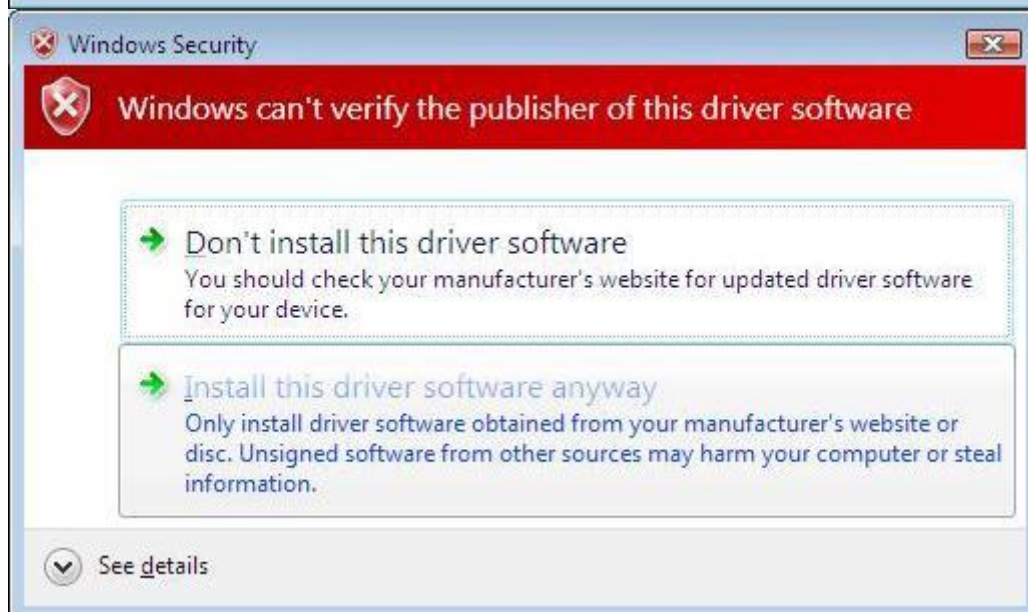 Windows Security
Windows can't verify the publisher of this driver software
Don't install this driver software
You should check your manufacturer's website for updated driver software
for your device.
Install this driver software anyway
Only install driver software obtained from your manufacturer's website or
disc. Unsigned software from other sources may harm your computer or steal
information.
See details